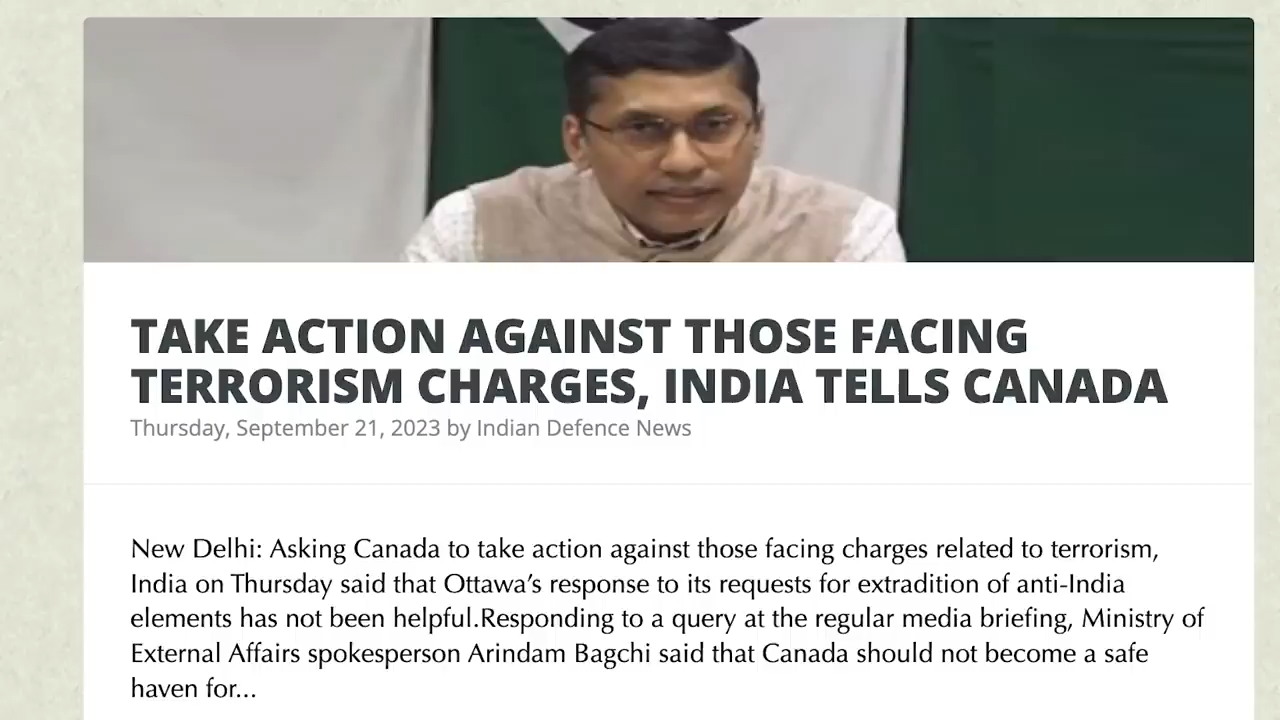 TAKE ACTION AGAINST THOSE FACING
TERRORISM CHARGES, INDIA TELLS CANADA
Thursday, September 21, 2023 by Indian Defence News
New Delhi: Asking Canada to take action against those facing charges related to terrorism,
India on Thursday said that Ottawa’s response to its requests for extradition of anti-India
elements has not been helpful.Responding to a query at the regular media briefing, Ministry of
External Affairs spokesperson Arindam Bagchi said that Canada should not become a safe
haven for...